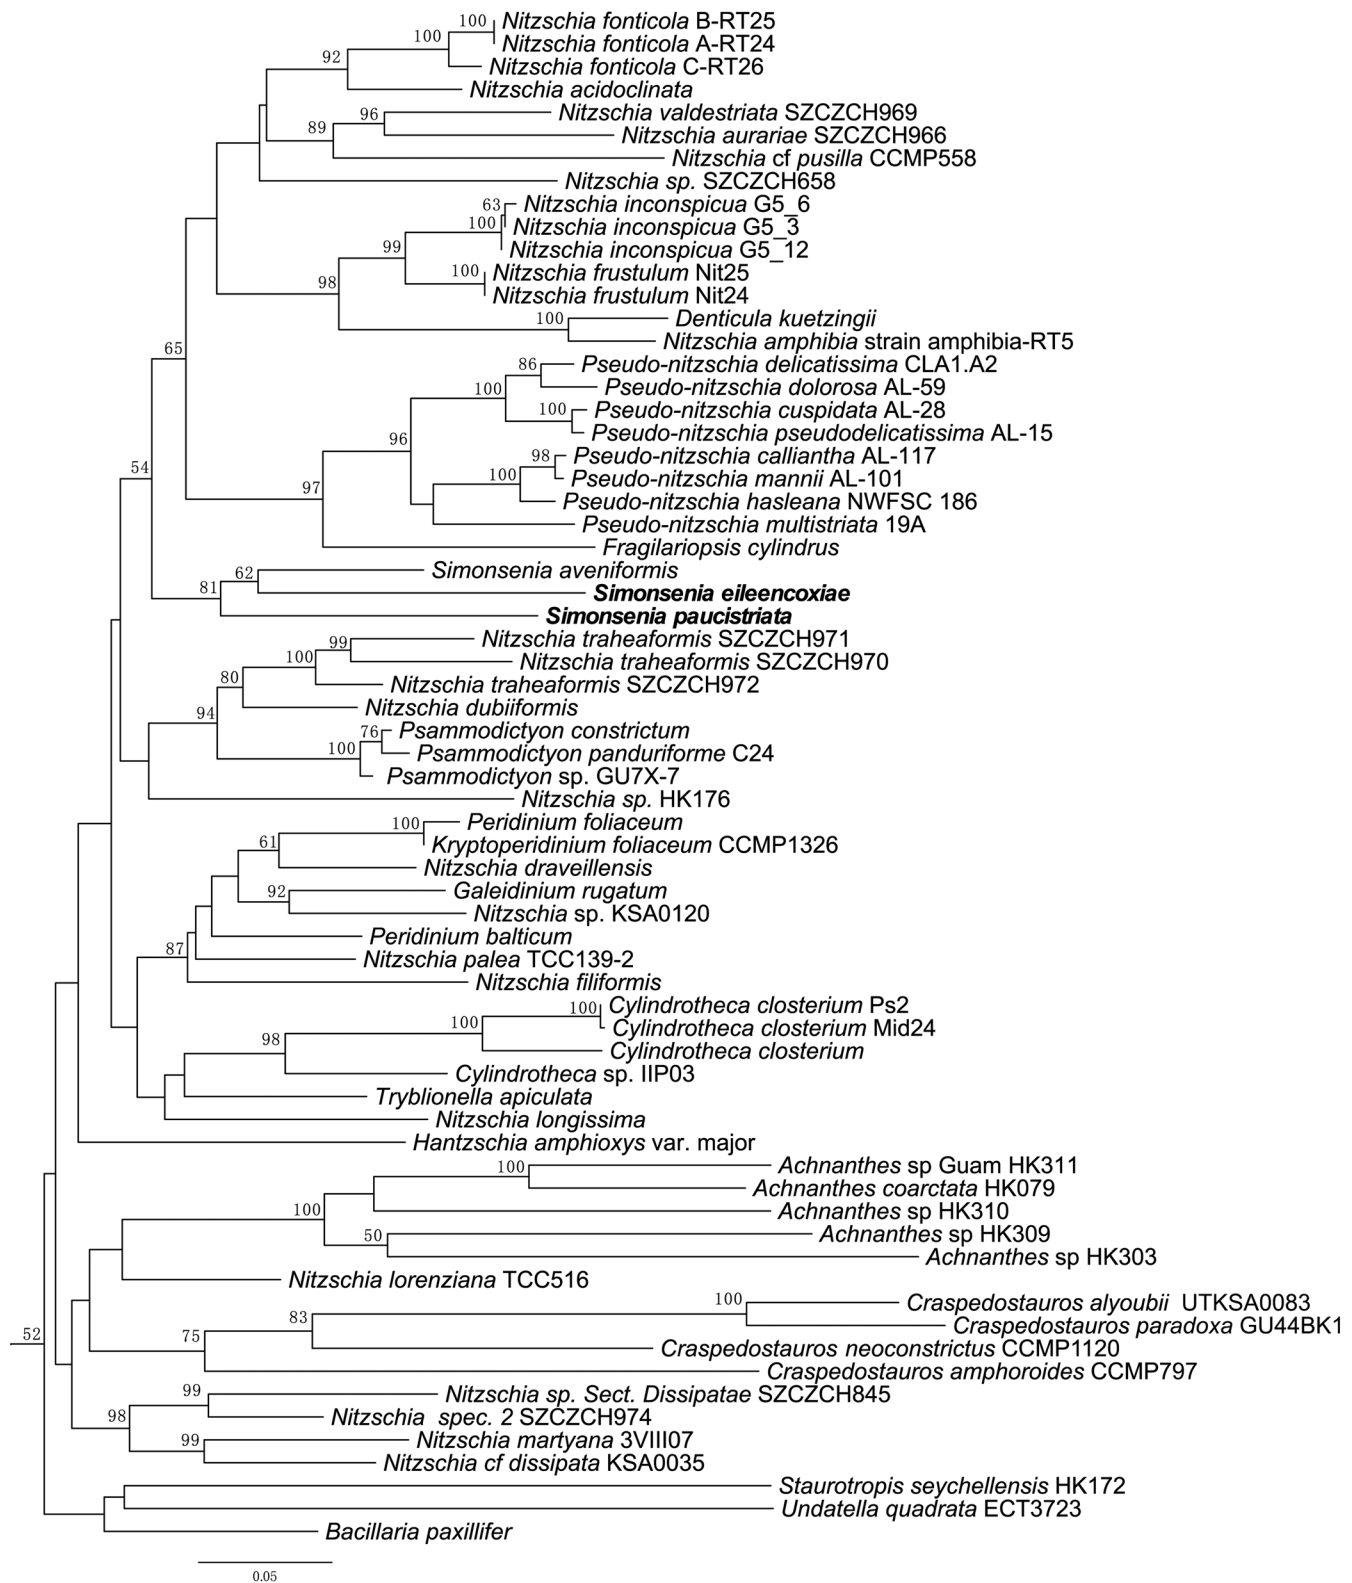 100 Nitzschia fonticola B-RT25
100 Nitzschia fonticola A-RT24
92 Nitzschia fonticola C-RT26
Nitzschia acidoclinata
96 Nitzschia valdestriata SZCZCH969
89 Nitzschia aurariae SZCZCH966
Nitzschia cf pusilla CCMP558
Nitzschia sp. SZCZCH658
63 Nitzschia inconspicua G5_6
100 Nitzschia inconspicua G5_3
99 Nitzschia inconspicua G5_12
100 Nitzschia frustulum Nit25
98 Nitzschia frustulum Nit24
100 Denticula kuetzingii
Nitzschia amphibia strain amphibia-RT5
65
86 Pseudo-nitzschia delicatissima CLA1.A2
100 Pseudo-nitzschia dolorosa AL-59
100 Pseudo-nitzschia cuspidata AL-28
96 Pseudo-nitzschia pseudodelicatissima AL-15
98 Pseudo-nitzschia calliantha AL-117
54 100 Pseudo-nitzschia mannii AL-101
97 Pseudo-nitzschia hasleana NWFSC 186
Pseudo-nitzschia multistriata 19A
Fragilariopsis cylindrus
62 Simonsenia aveniformis
81 Simonsenia eileencoxiae
Simonsenia paucistriata
99 Nitzschia traheaformis SZCZCH971
100 Nitzschia traheaformis SZCZCH970
80 Nitzschia traheaformis SZCZCH972
94 Nitzschia dubiiformis
76 Psammodictyon constrictum
100 Psammodictyon panduriforme C24
Psammodictyon sp. GU7X-7
Nitzschia sp. HK176
100 Peridinium foliaceum
61 Kryptoperidinium foliaceum CCMP1326
Nitzschia draveillensis
92 Galeidinium rugatum
Nitzschia sp. KSA0120
Peridinium balticum
87 Nitzschia palea TCC139-2
Nitzschia filiformis
100 Cylindrotheca closterium Ps2
100 Cylindrotheca closterium Mid24
98 Cylindrotheca closterium
Cylindrotheca sp. IIP03
Tryblionella apiculata
Nitzschia longissima
Hantzschia amphioxys var. major
100 Achnanthes sp Guam HK311
Achnanthes coarctata HK079
100 Achnanthes sp HK310
50 Achnanthes sp HK309
Achnanthes sp HK303
Nitzschia lorenziana TCC516
100 Craspedostauros alyoubii UTKSA0083
83 Craspedostauros paradoxa GU44BK1
52 75 Craspedostauros neoconstrictus CCMP1120
Craspedostauros amphoroides CCMP797
99 Nitzschia sp. Sect. Dissipatae SZCZCH845
98 Nitzschia spec. 2 SZCZCH974
99 Nitzschia martyana 3VIII07
Nitzschia cf dissipata KSA0035
Staurotropis seychellensis HK172
Undatella quadrata ECT3723
Bacillaria paxillifer
0.05